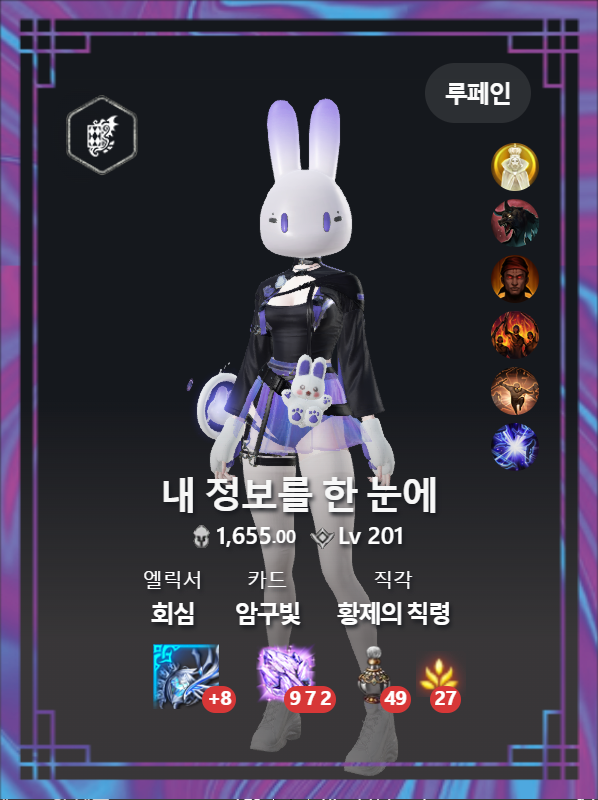 루페인
내 정보를 한 눈에
1,655.00 Lv 201
엘릭서 카드 직각
회심 암구빛 황제의 칙령
+8 9 7 2 49 27